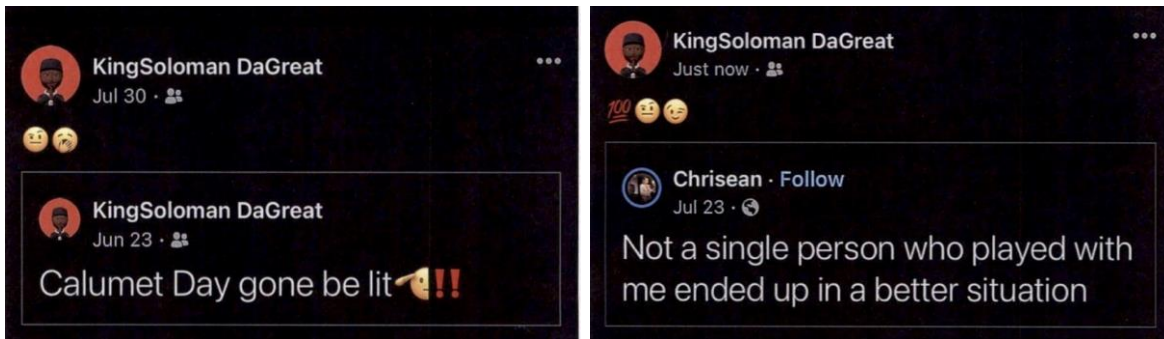 KingSoloman DaGreat
Jul 30 ·
🤨🥱
KingSoloman DaGreat
Jun 23 ·
Calumet Day gone be lit‼️
KingSoloman DaGreat
Just now ·
💯🤨😉
Chrisean · Follow
Jul 23 ·
Not a single person who played with
me ended up in a better situation